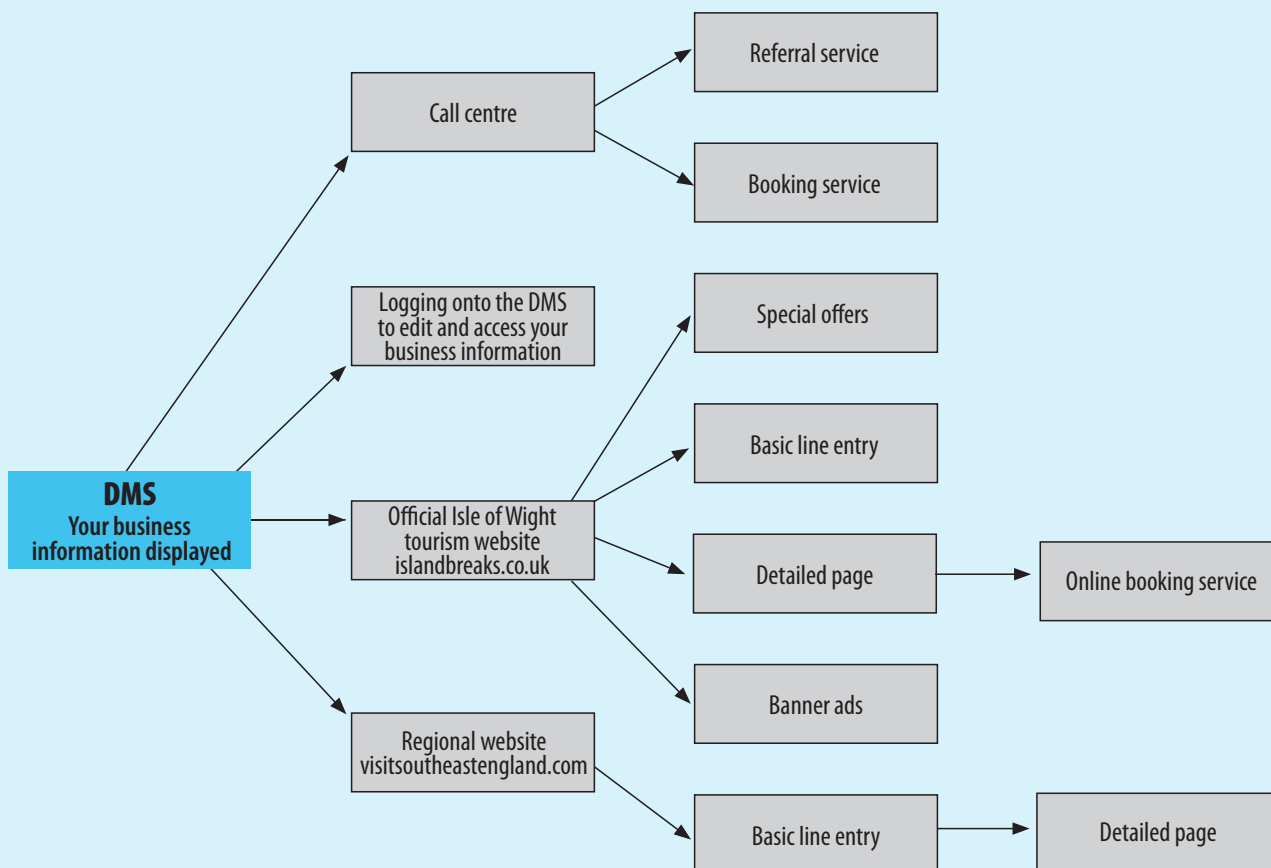 Referral service
Call centre
Booking service
Logging onto the DMS
to edit and access your
business information
Special offers
Basic line entry
DMS
Your business
information displayed
Official Isle of Wight
tourism website
islandbreaks.co.uk
Detailed page
Online booking service
Banner ads
Regional website
visitsoutheastengland.com
Basic line entry
Detailed page